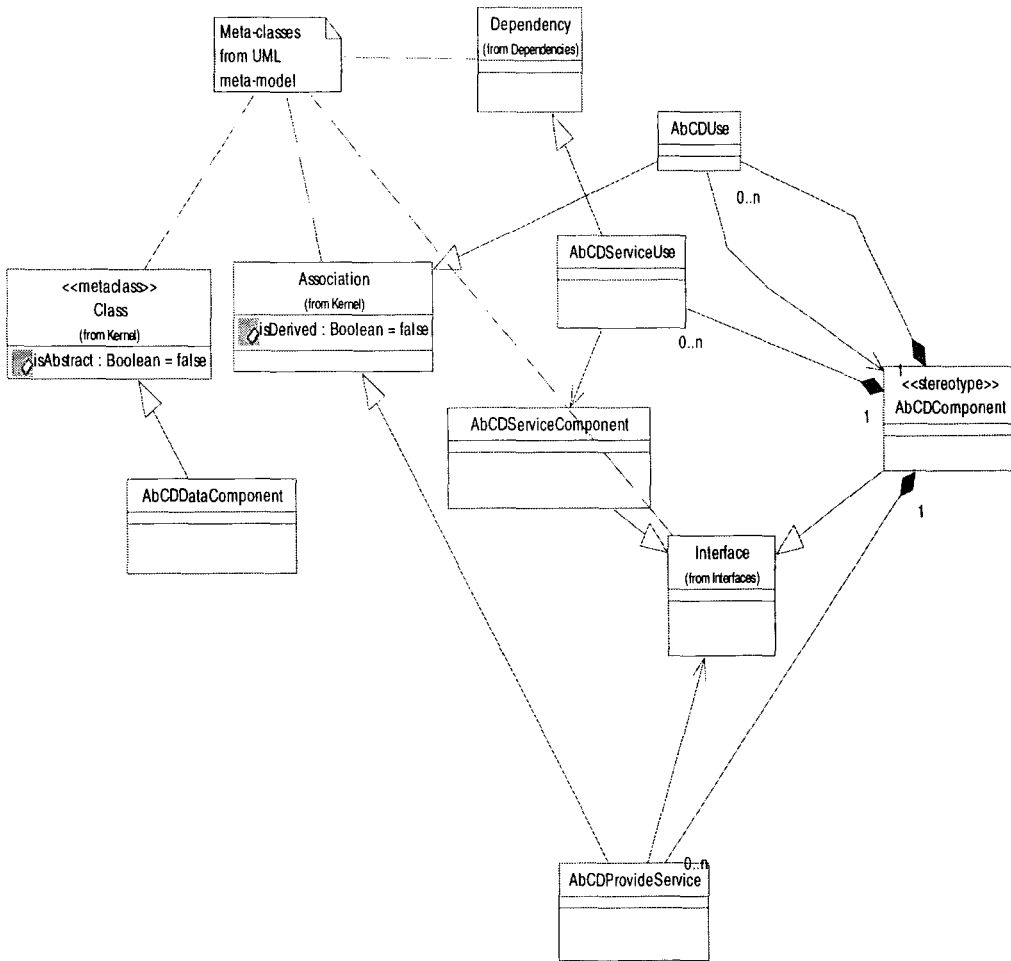 Meta-classes
from UML
meta-model
Dependency
(from Dependencies)
AbCDUse
0..n
AbCDServiceUse
0..n
<<metaclass>>
Class
(from Kernel)
isAbstract : Boolean = false
Association
(from Kernel)
isDerived : Boolean = false
1
<<stereotype>>
AbCDComponent
1
AbCDServiceComponent
AbCDDataComponent
1
Interface
(from Interfaces)
0..n
AbCDProvideService